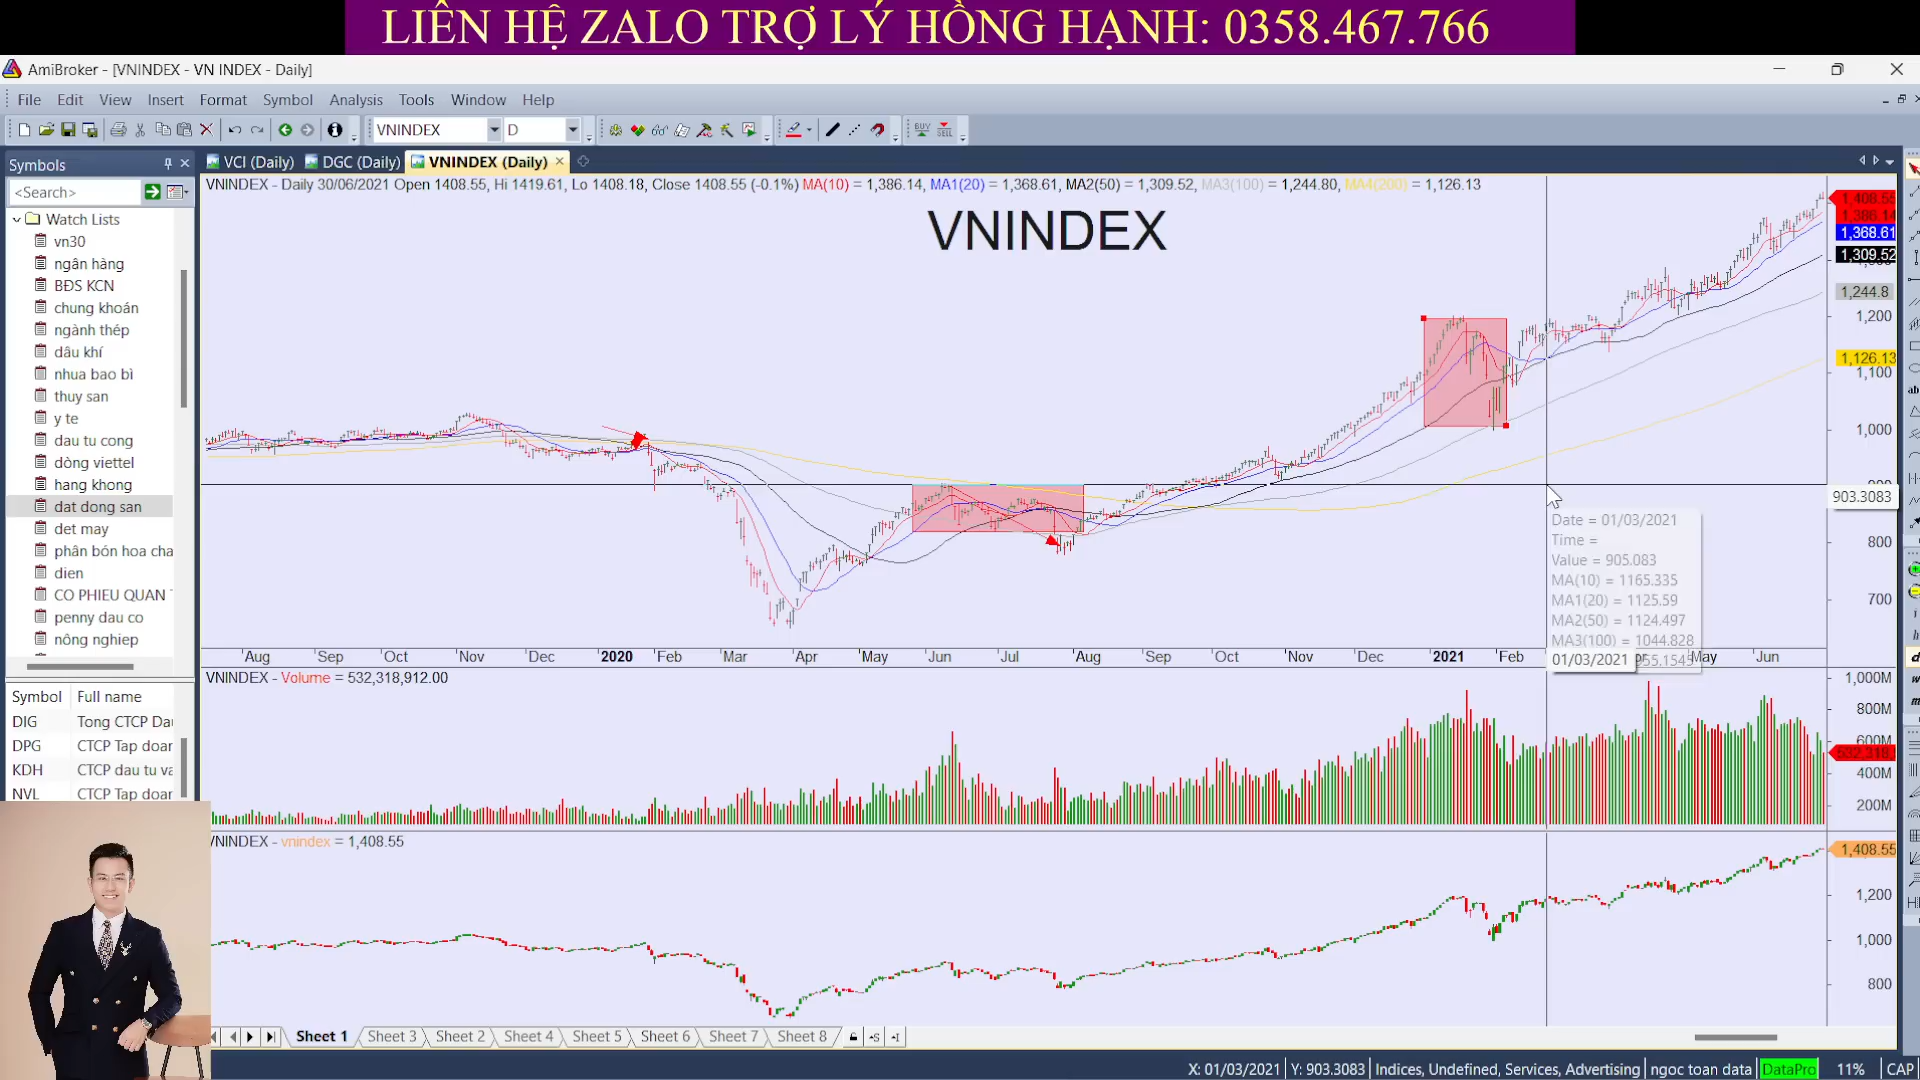 LIÊN HỆ ZALO TRỢ LÝ HỒNG HẠNH: 0358.467.766
AmiBroker - [VNINDEX - VN INDEX - Daily]
File Edit View Insert Format Symbol Analysis Tools Window Help
VNINDEX D BUY SELL
Symbols
VCI (Daily) DGC (Daily) VNINDEX (Daily)
VNINDEX - Daily 30/06/2021 Open 1408.55, Hi 1419.61, Lo 1408.18, Close 1408.55 (-0.1%) MA(10) = 1,386.14, MA1(20) = 1,368.61, MA2(50) = 1,309.52, MA3(100) = 1,244.80, MA4(200) = 1,126.13
<Search>
Watch Lists
vn30
ngân hàng
BĐS KCN
chung khoán
ngành thép
dầu khí
nhua bao bì
thuy san
y te
dau tu cong
dòng viettel
hang khong
dat dong san
det may
phân bón hoa cha
dien
CO PHIEU QUAN
penny dau co
nông nghiep
Symbol Full name
DIG Tong CTCP Dau
DPG CTCP Tap doar
KDH CTCP dau tu va
NVL CTCP Tap doar
VNINDEX
1,408.55
1,386.14
1,368.61
1,309.52
1,244.8
1,200
1,126.13
1,100
1,000
903.3083
800
700
Date = 01/03/2021
Time =
Value = 905.083
MA(10) = 1165.335
MA1(20) = 1125.59
MA2(50) = 1124.497
MA3(100) = 1044.828
Aug Sep Oct Nov Dec 2020 Feb Mar Apr May Jun Jul Aug Sep Oct Nov Dec 2021 Feb 01/03/2021 May Jun
VNINDEX - Volume = 532,318,912.00
1,000M
800M
600M
532,318
400M
200M
VNINDEX - vnindex = 1,408.55
1,408.55
1,200
1,000
800
Sheet 1 Sheet 3 Sheet 2 Sheet 4 Sheet 5 Sheet 6 Sheet 7 Sheet 8
X: 01/03/2021 Y: 903.3083 Indices, Undefined, Services, Advertising ngoc toan data DataPro 11% CAP